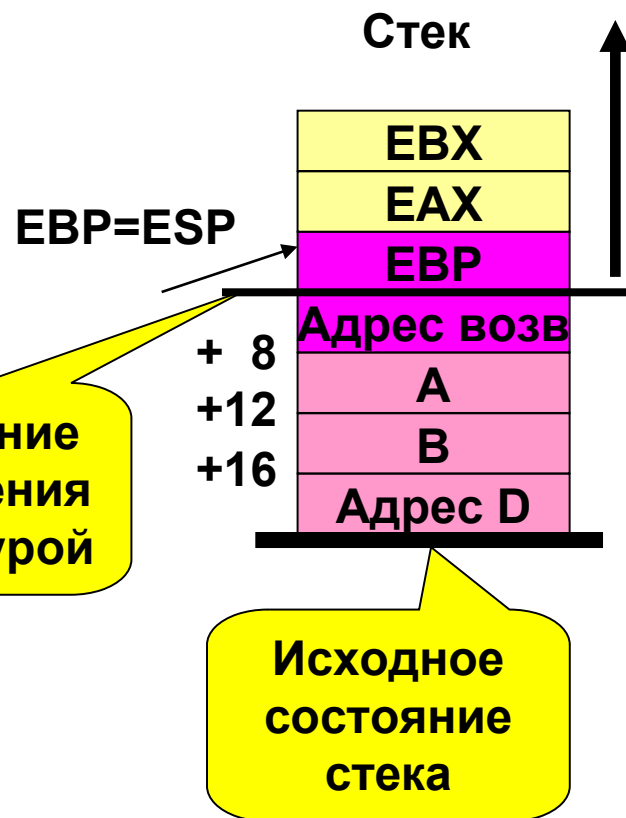 Стек
EBX
EAX
EBP=ESP
EBP
Адрес возв
+ 8
A
+12
B
+16
Адрес D
Исходное
состояние
стека